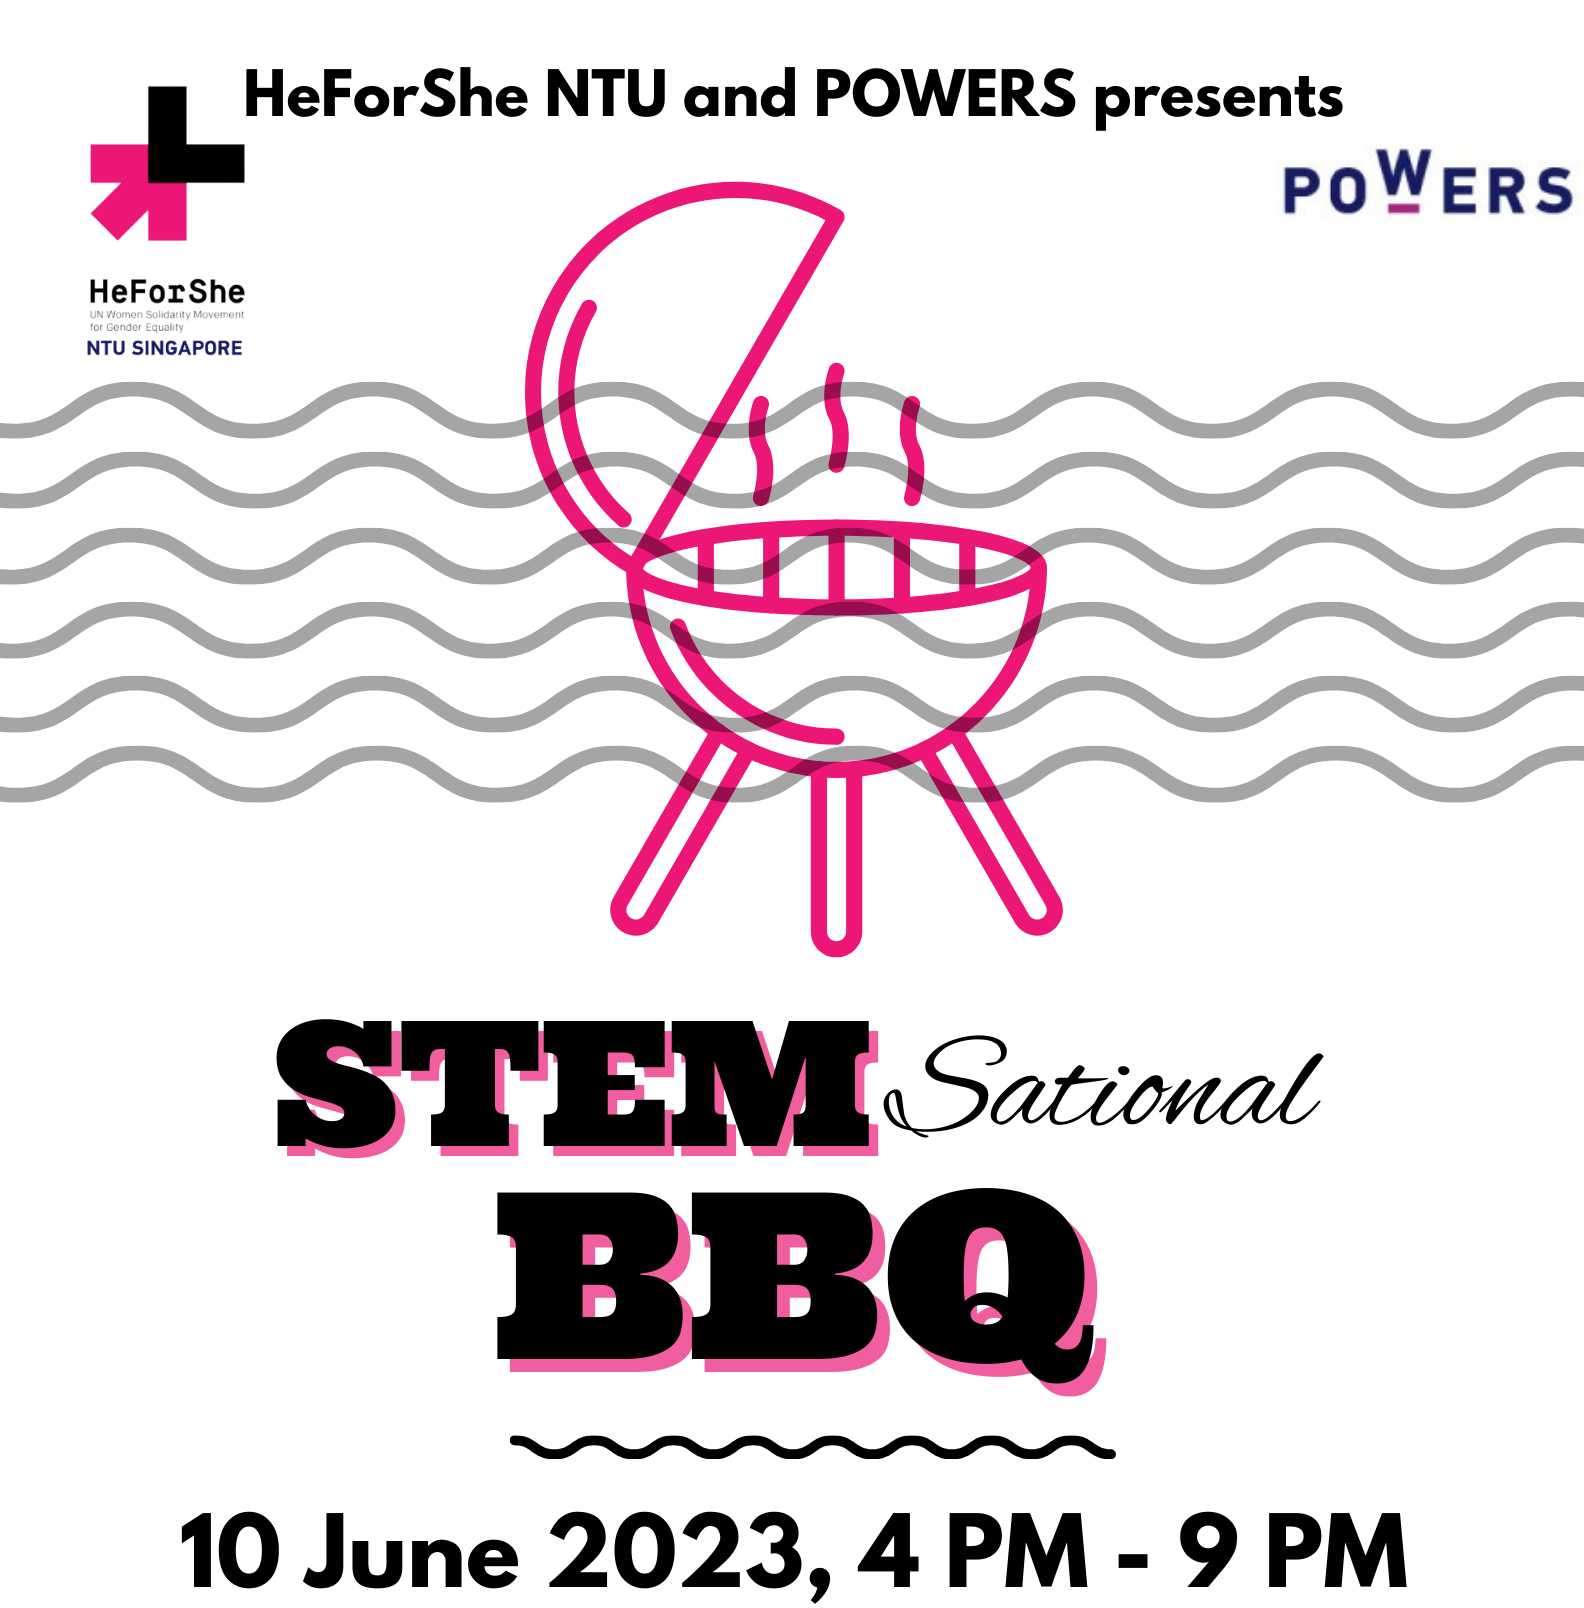 HeForShe NTU and POWERS presents
POWERS
HeForShe
UN Women Solidarity Movement
for Gender Equality
NTU SINGAPORE
STEM Sational
BBQ
10 June 2023, 4 PM - 9 PM